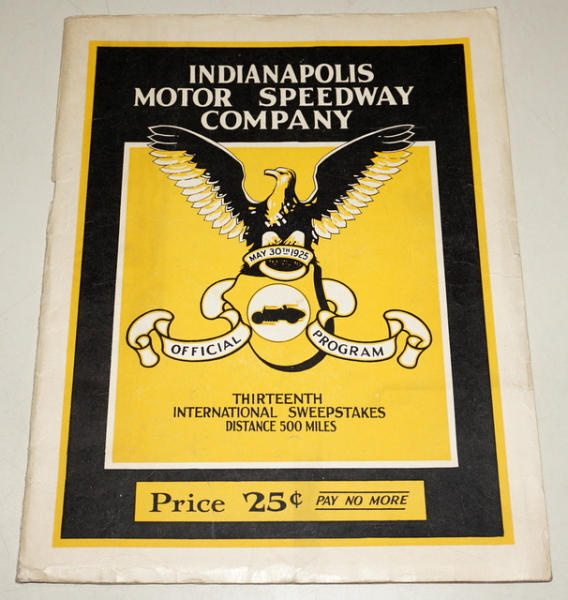 INDIANAPOLIS
MOTOR SPEEDWAY
COMPANY
MAY 30TH 1925
OFFICIAL PROGRAM
THIRTEENTH
INTERNATIONAL SWEEPSTAKES
DISTANCE 500 MILES
Price 25¢ PAY NO MORE